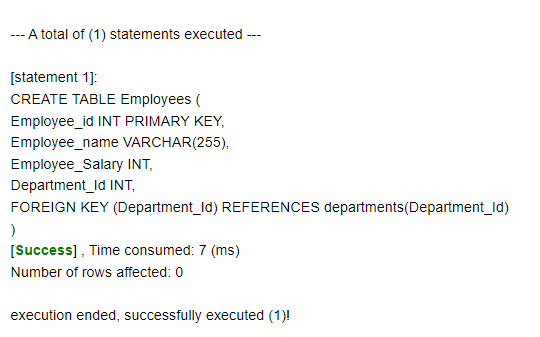 --- A total of (1) statements executed ---
[statement 1]:
CREATE TABLE Employees (
Employee_id INT PRIMARY KEY,
Employee_name VARCHAR(255),
Employee_Salary INT,
Department_Id INT,
FOREIGN KEY (Department_Id) REFERENCES departments(Department_Id)
)
[Success] , Time consumed: 7 (ms)
Number of rows affected: 0
execution ended, successfully executed (1)!